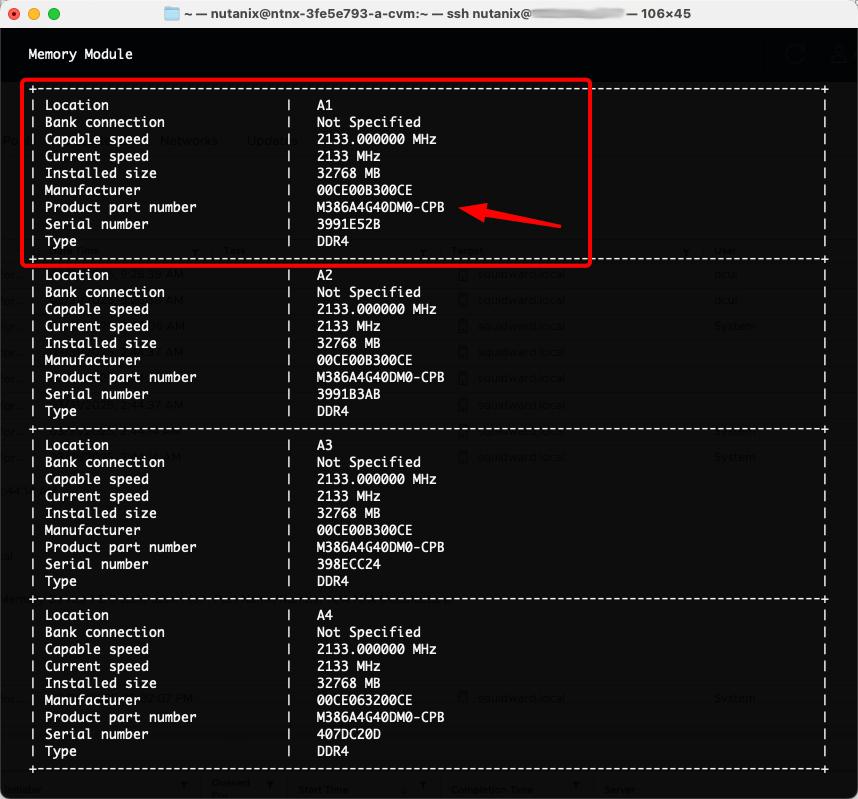 ~ — nutanix@ntnx-3fe5e793-a-cvm:~ — ssh nutanix@ — 106×45
Memory Module
+--------------------------------------------------------------------------------------------------+
| Location | A1 |
| Bank connection | Not Specified |
| Capable speed | 2133.000000 MHz |
| Current speed | 2133 MHz |
| Installed size | 32768 MB |
| Manufacturer | 00CE00B300CE |
| Product part number | M386A4G40DM0-CPB |
| Serial number | 3991E52B |
| Type | DDR4 |
+--------------------------------------------------------------------------------------------------+
| Location | A2 |
| Bank connection | Not Specified |
| Capable speed | 2133.000000 MHz |
| Current speed | 2133 MHz |
| Installed size | 32768 MB |
| Manufacturer | 00CE00B300CE |
| Product part number | M386A4G40DM0-CPB |
| Serial number | 3991B3AB |
| Type | DDR4 |
+--------------------------------------------------------------------------------------------------+
| Location | A3 |
| Bank connection | Not Specified |
| Capable speed | 2133.000000 MHz |
| Current speed | 2133 MHz |
| Installed size | 32768 MB |
| Manufacturer | 00CE00B300CE |
| Product part number | M386A4G40DM0-CPB |
| Serial number | 398ECC24 |
| Type | DDR4 |
+--------------------------------------------------------------------------------------------------+
| Location | A4 |
| Bank connection | Not Specified |
| Capable speed | 2133.000000 MHz |
| Current speed | 2133 MHz |
| Installed size | 32768 MB |
| Manufacturer | 00CE063200CE |
| Product part number | M386A4G40DM0-CPB |
| Serial number | 407DC20D |
| Type | DDR4 |
+--------------------------------------------------------------------------------------------------+